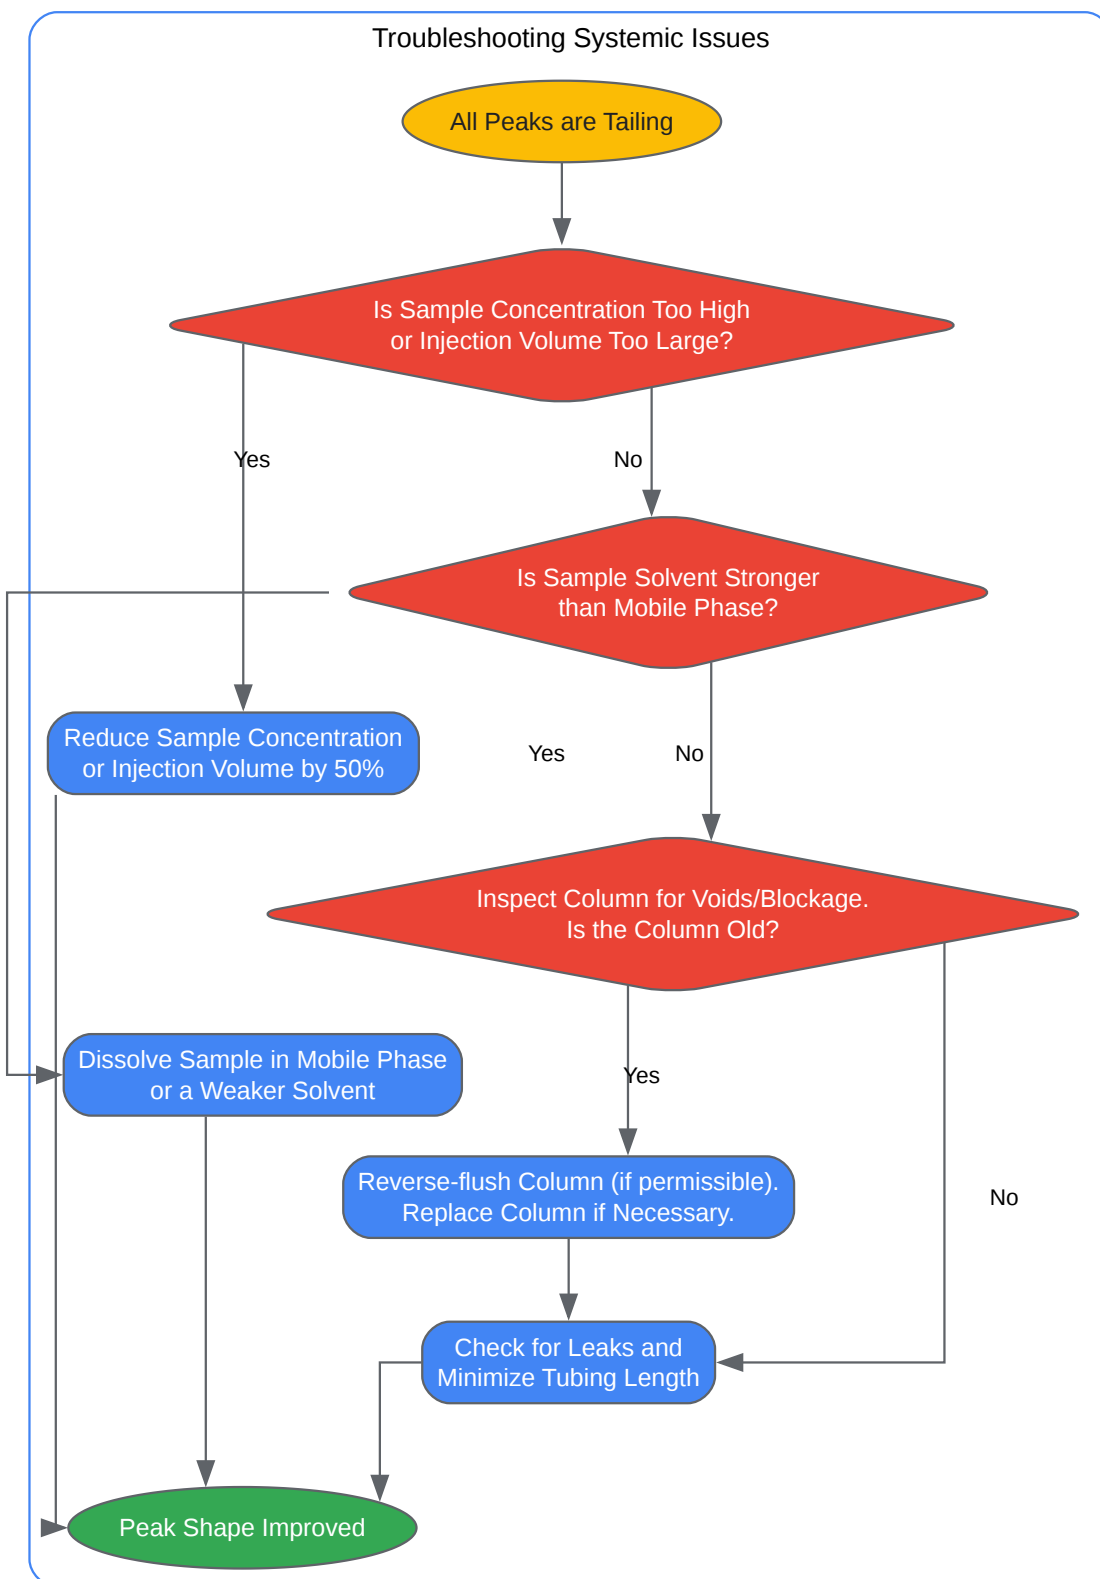 Troubleshooting Systemic Issues
All Peaks are Tailing
Is Sample Concentration Too High
or Injection Volume Too Large?
Yes
No
Is Sample Solvent Stronger
than Mobile Phase?
Reduce Sample Concentration
or Injection Volume by 50%
Yes
No
Inspect Column for Voids/Blockage.
Is the Column Old?
Dissolve Sample in Mobile Phase
or a Weaker Solvent
Yes
Reverse-flush Column (if permissible).
Replace Column if Necessary.
No
Check for Leaks and
Minimize Tubing Length
Peak Shape Improved